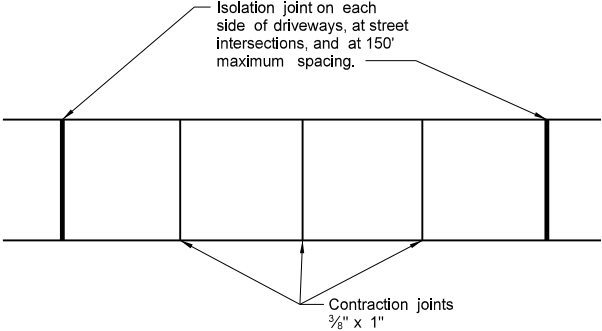 Isolation joint on each
side of driveways, at street
intersections, and at 150'
maximum spacing.
Contraction joints
⅜" x 1"